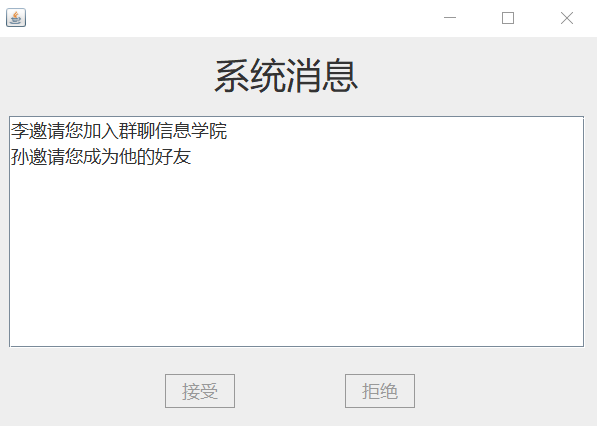 系统消息
李邀请您加入群聊信息学院
孙邀请您成为他的好友
接受
拒绝